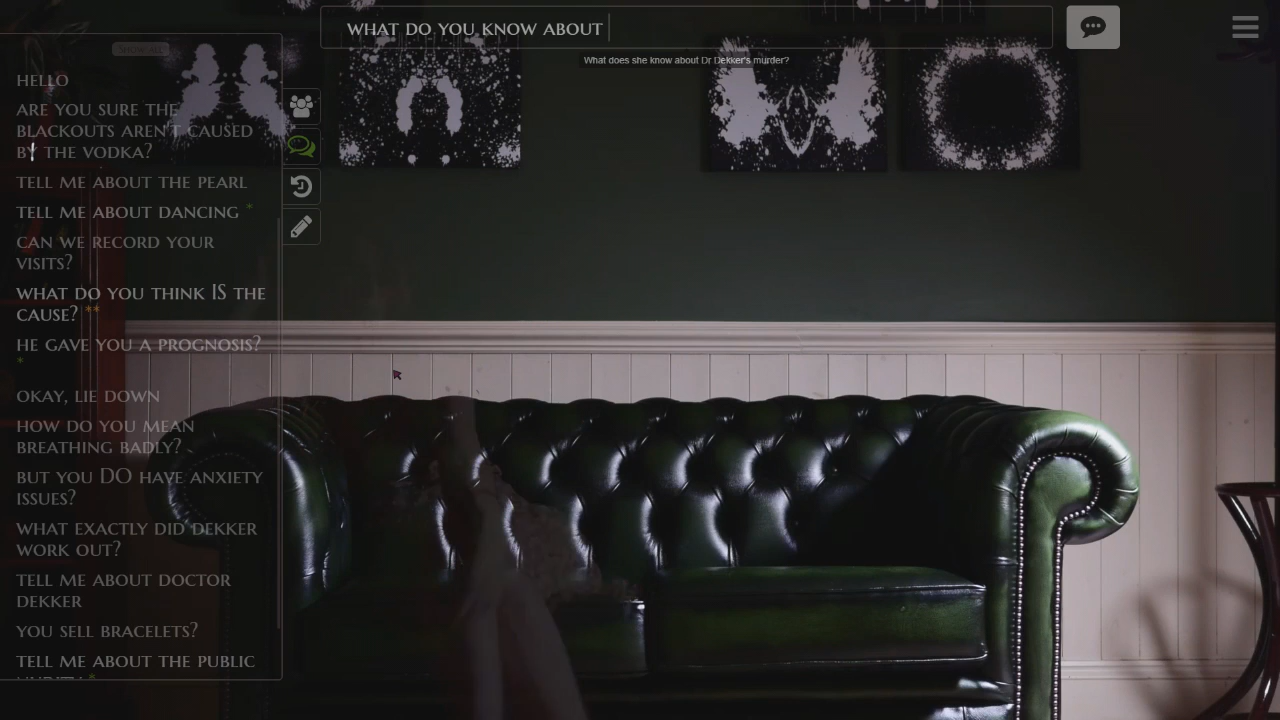 WHAT DO YOU KNOW ABOUT
What does she know about Dr Dekker's murder?
Show All
HELLO
ARE YOU SURE THE
BLACKOUTS AREN'T CAUSED
BY THE VODKA?
TELL ME ABOUT THE PEARL
TELL ME ABOUT DANCING *
CAN WE RECORD YOUR
VISITS?
WHAT DO YOU THINK IS THE
CAUSE? **
HE GAVE YOU A PROGNOSIS?
*
OKAY, LIE DOWN
HOW DO YOU MEAN
BREATHING BADLY?
BUT YOU DO HAVE ANXIETY
ISSUES?
WHAT EXACTLY DID DEKKER
WORK OUT?
TELL ME ABOUT DOCTOR
DEKKER
YOU SELL BRACELETS?
TELL ME ABOUT THE PUBLIC